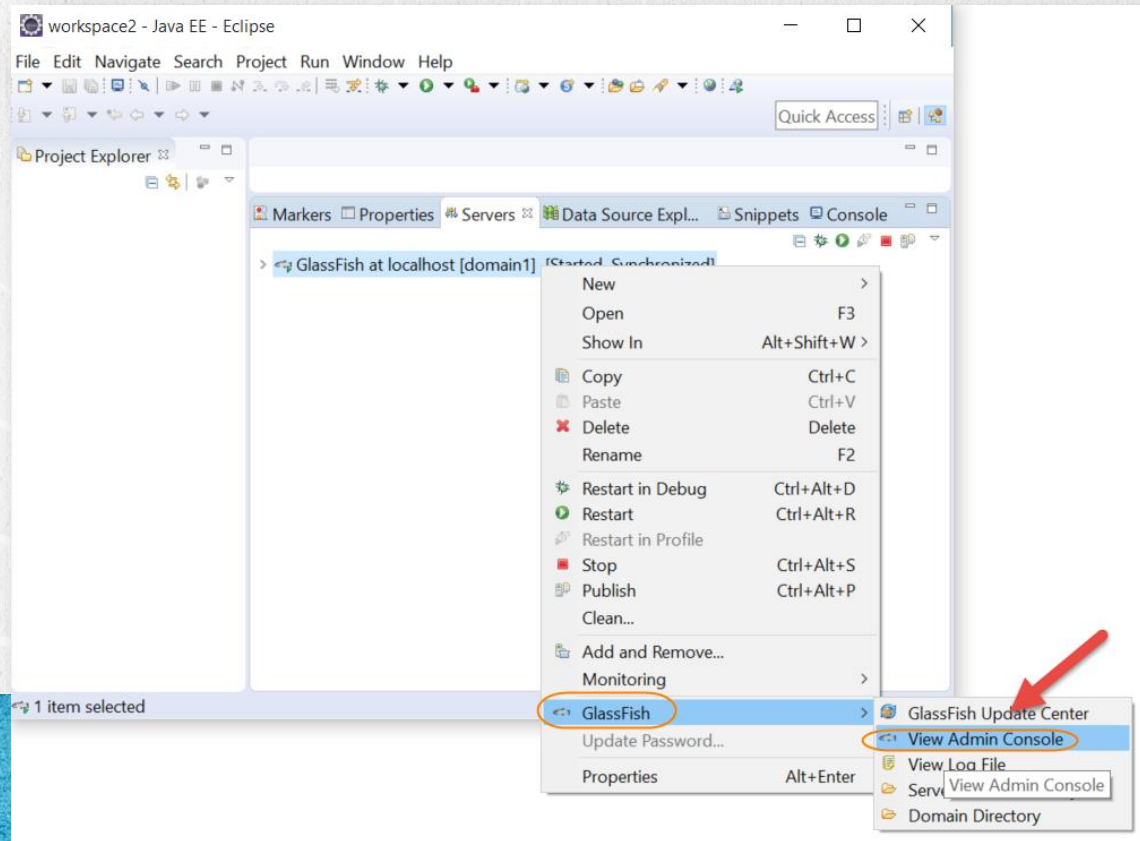 workspace2 - Java EE - Eclipse
File Edit Navigate Search Project Run Window Help
Quick Access
Project Explorer
Markers Properties Servers Data Source Expl... Snippets Console
GlassFish at localhost [domain1] [Started, Synchronized]
New
Open F3
Show In Alt+Shift+W >
Copy Ctrl+C
Paste Ctrl+V
Delete Delete
Rename F2
Restart in Debug Ctrl+Alt+D
Restart Ctrl+Alt+R
Restart in Profile
Stop Ctrl+Alt+S
Publish Ctrl+Alt+P
Clean...
Add and Remove...
Monitoring
1 item selected
GlassFish
Update Password...
Properties Alt+Enter
GlassFish Update Center
View Admin Console
View Log File
View Admin Console
Domain Directory